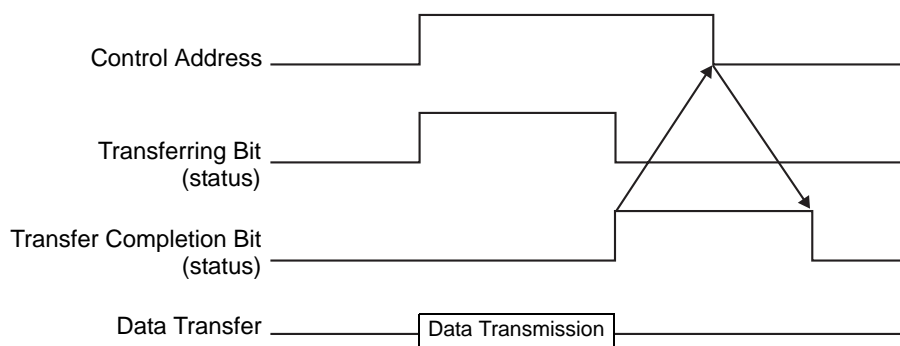 Control Address
Transferring Bit
(status)
Transfer Completion Bit
(status)
Data Transfer
Data Transmission